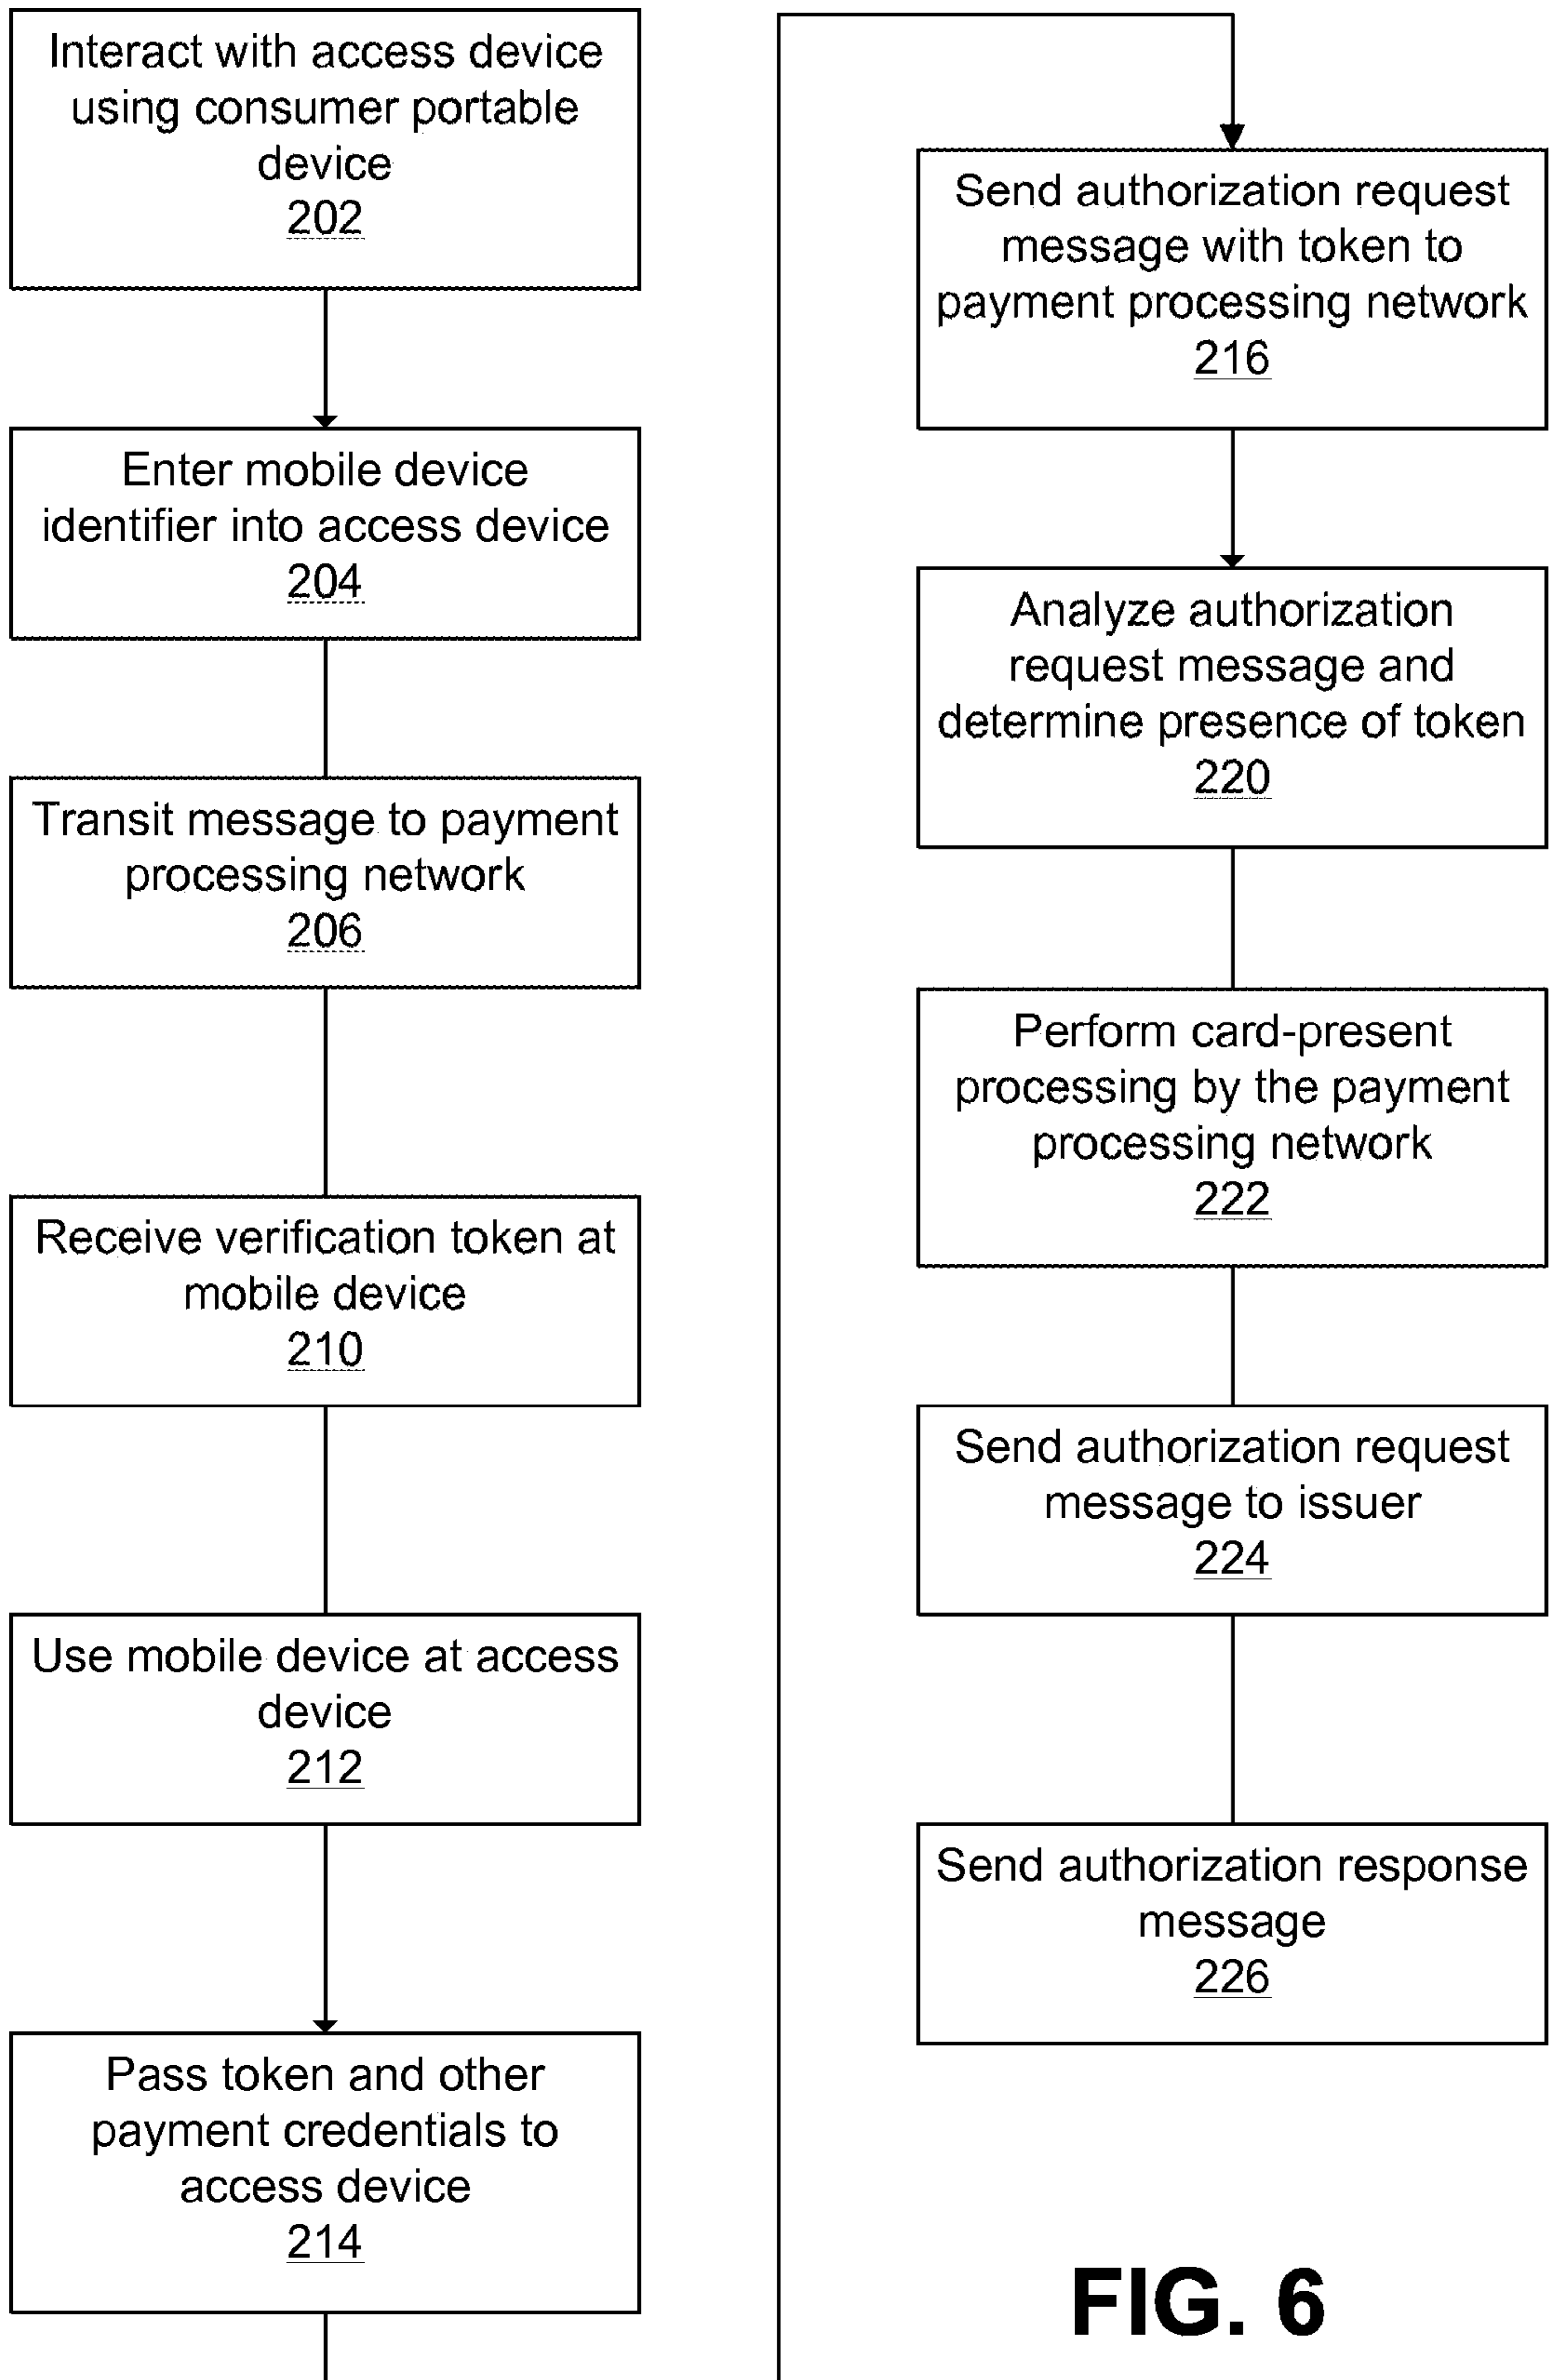 Interact with access device
using consumer portable
device
202
Enter mobile device
identifier into access device
204
Transit message to payment
processing network
206
Receive verification token at
mobile device
210
Use mobile device at access
device
212
Pass token and other
payment credentials to
access device
214
Send authorization request
message with token to
payment processing network
216
Analyze authorization
request message and
determine presence of token
220
Perform card-present
processing by the payment
processing network
222
Send authorization request
message to issuer
224
Send authorization response
message
226
FIG. 6